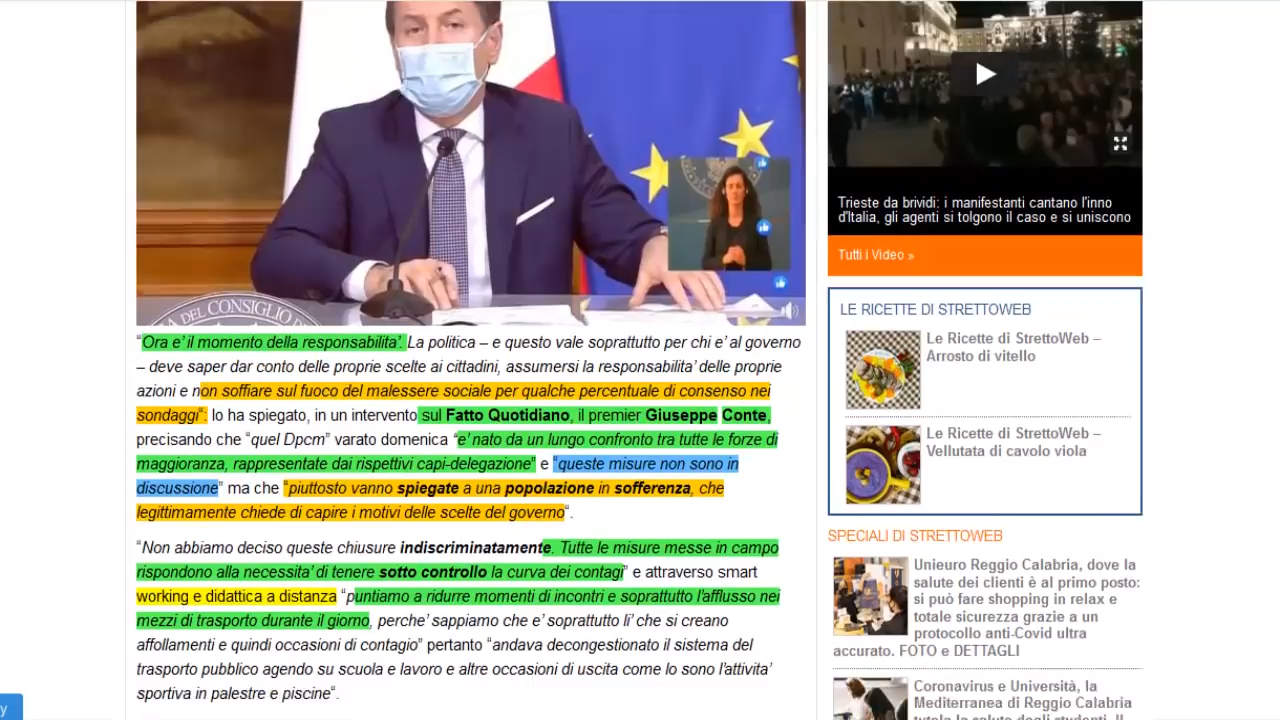 DEL CONSIGLIO D
“Ora e’ il momento della responsabilita’. La politica – e questo vale soprattutto per chi e’ al governo
– deve saper dar conto delle proprie scelte ai cittadini, assumersi la responsabilita’ delle proprie
azioni e non soffiare sul fuoco del malessere sociale per qualche percentuale di consenso nei
sondaggi“: lo ha spiegato, in un intervento sul Fatto Quotidiano, il premier Giuseppe Conte,
precisando che “quel Dpcm” varato domenica “e’ nato da un lungo confronto tra tutte le forze di
maggioranza, rappresentate dai rispettivi capi-delegazione” e “queste misure non sono in
discussione” ma che “piuttosto vanno spiegate a una popolazione in sofferenza, che
legittimamente chiede di capire i motivi delle scelte del governo“.
“Non abbiamo deciso queste chiusure indiscriminatamente. Tutte le misure messe in campo
rispondono alla necessita’ di tenere sotto controllo la curva dei contagi” e attraverso smart
working e didattica a distanza “puntiamo a ridurre momenti di incontri e soprattutto l’afflusso nei
mezzi di trasporto durante il giorno, perche’ sappiamo che e’ soprattutto li’ che si creano
affollamenti e quindi occasioni di contagio” pertanto “andava decongestionato il sistema del
trasporto pubblico agendo su scuola e lavoro e altre occasioni di uscita come lo sono l’attivita’
sportiva in palestre e piscine“.
y
Trieste da brividi: i manifestanti cantano l'inno
d'Italia, gli agenti si tolgono il caso e si uniscono
Tutti I Video »
LE RICETTE DI STRETTOWEB
Le Ricette di StrettoWeb –
Arrosto di vitello
Le Ricette di StrettoWeb –
Vellutata di cavolo viola
SPECIALI DI STRETTOWEB
Unieuro Reggio Calabria, dove la
salute dei clienti è al primo posto:
si può fare shopping in relax e
totale sicurezza grazie a un
protocollo anti-Covid ultra
accurato. FOTO e DETTAGLI
Coronavirus e Università, la
Mediterranea di Reggio Calabria
tutela la salute degli studenti. Il